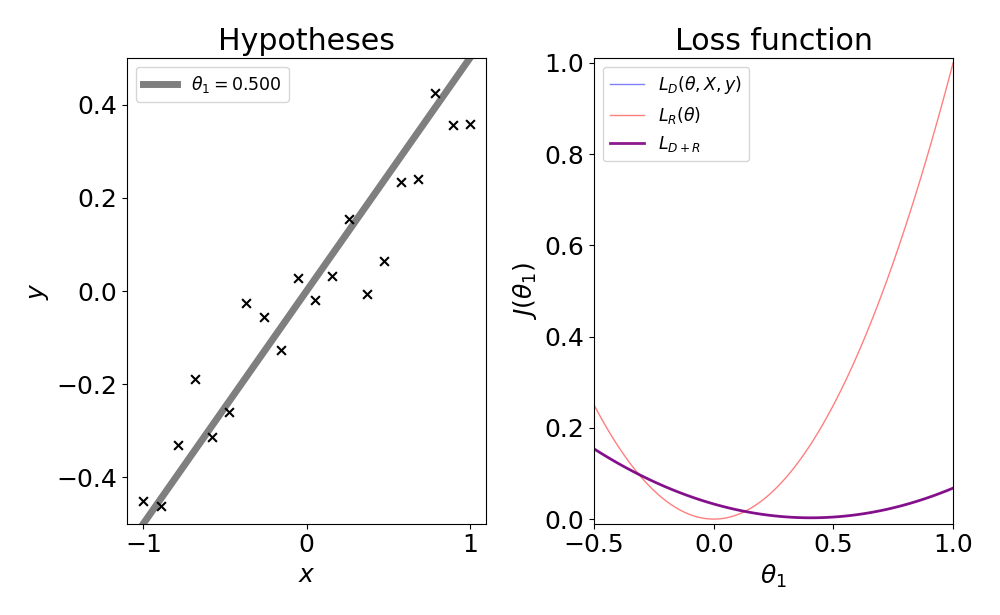 Hypotheses
θ₁ = 0.500
0.4
0.2
0.0
−0.2
−0.4
y
−1
0
1
x
Loss function
L_D(θ, X, y)
L_R(θ)
L_{D+R}
1.0
0.8
0.6
0.4
0.2
0.0
J(θ₁)
−0.5
0.0
0.5
1.0
θ₁